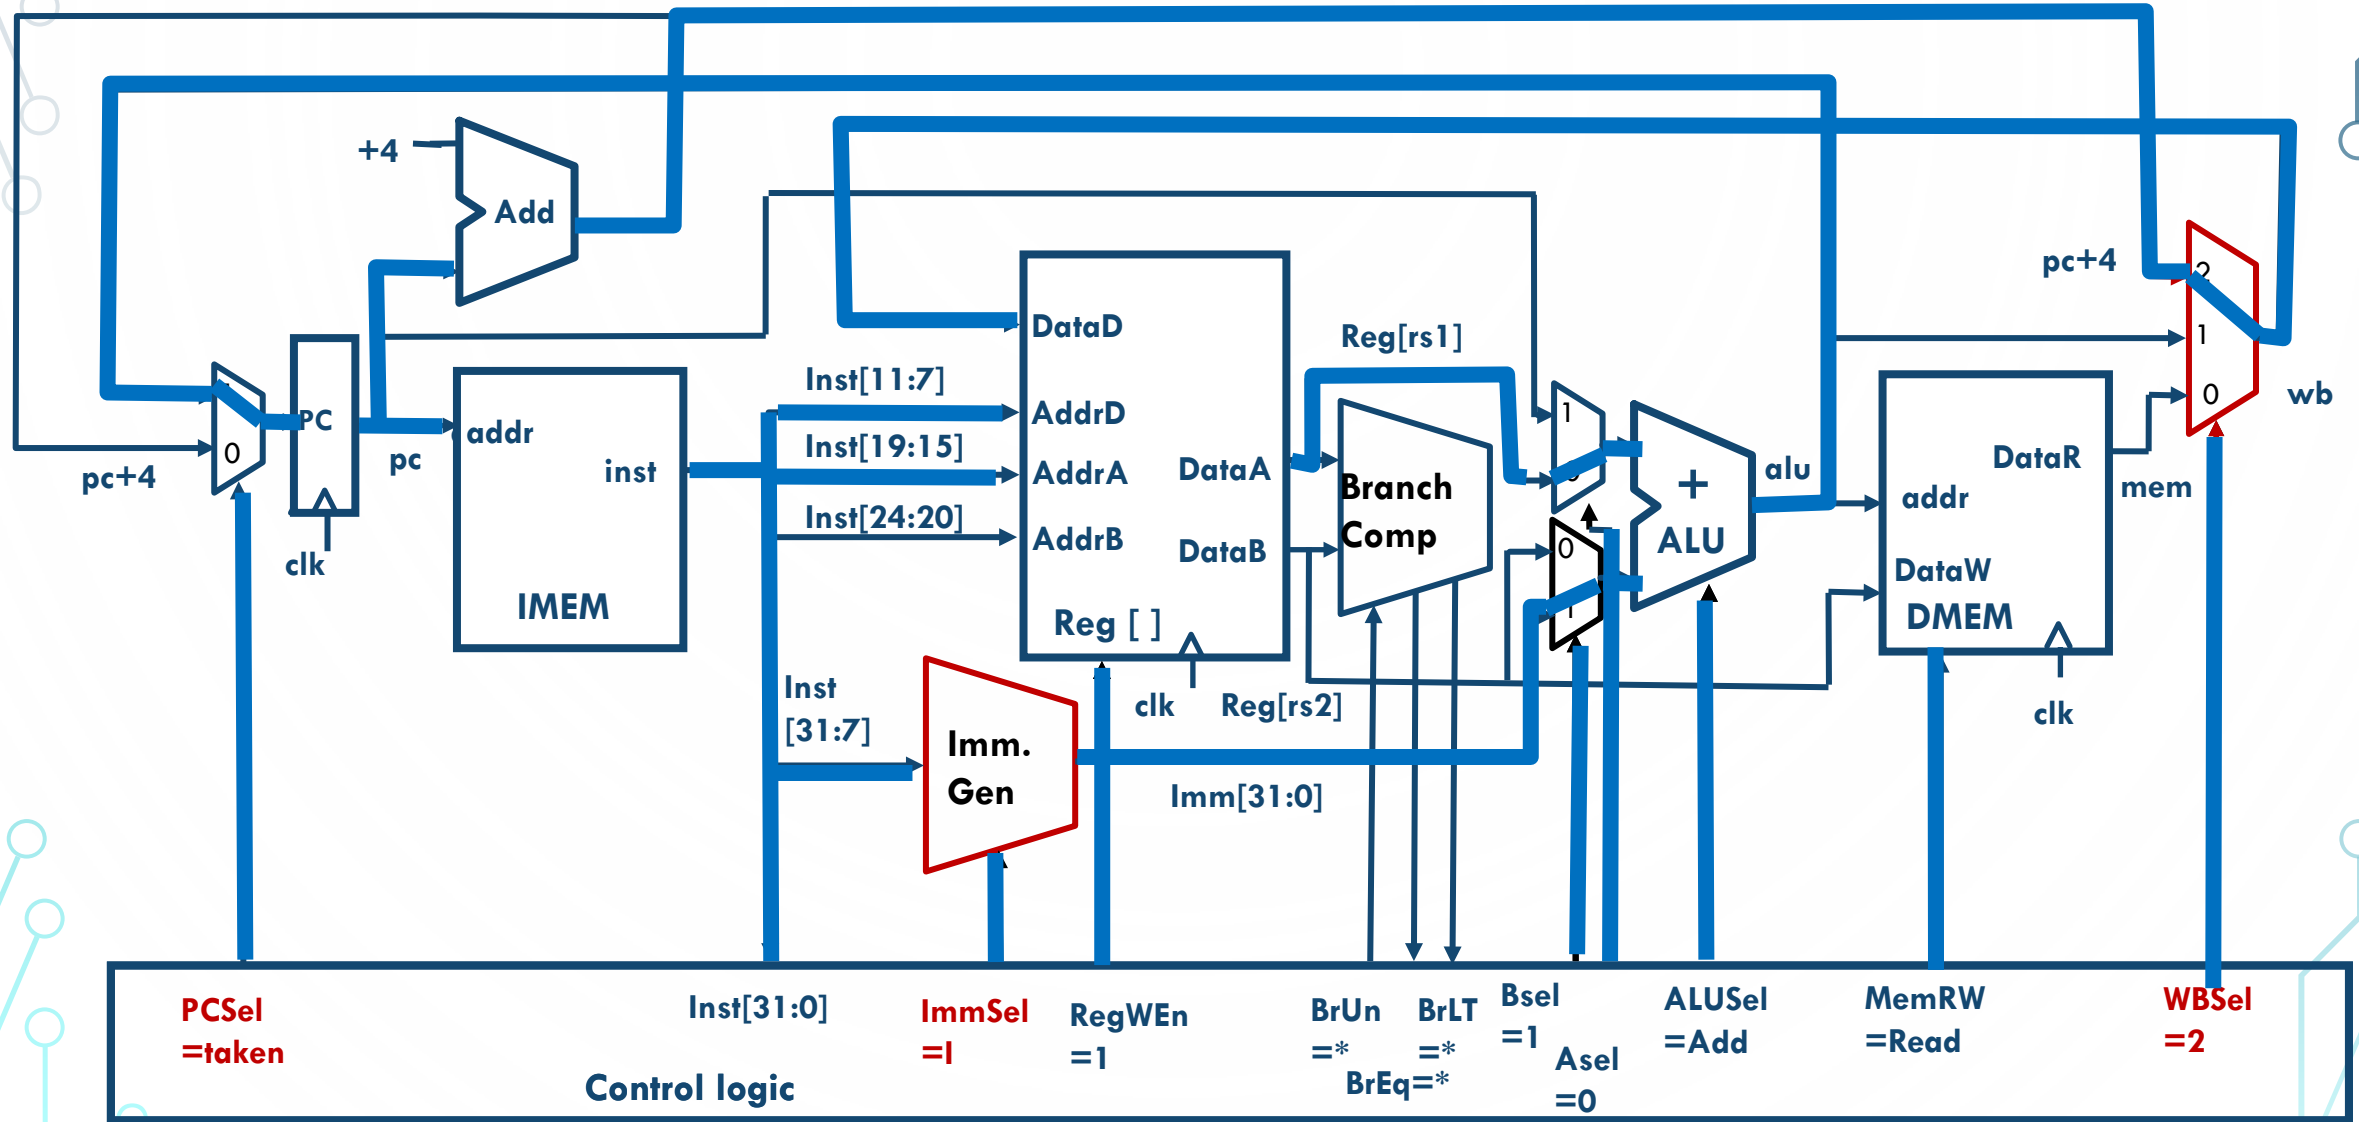 +4
Add
pc+4
2
DataD
Reg[rs1]
1
Inst[11:7]
0
wb
AddrD
1
PC
addr
Inst[19:15]
0
pc
pc+4
inst
AddrA
DataA
Branch
Comp
+
ALU
alu
DataR
mem
addr
Inst[24:20]
AddrB
DataB
0
DataW
DMEM
clk
IMEM
Reg [ ]
1
Inst
[31:7]
clk
Reg[rs2]
clk
Imm.
Gen
Imm[31:0]
PCSel
=taken
Inst[31:0]
ImmSel
=I
RegWEn
=1
BrUn
=*
BrLT
=*
BrEq=*
Bsel
=1
Asel
=0
ALUSel
=Add
MemRW
=Read
WBSel
=2
Control logic